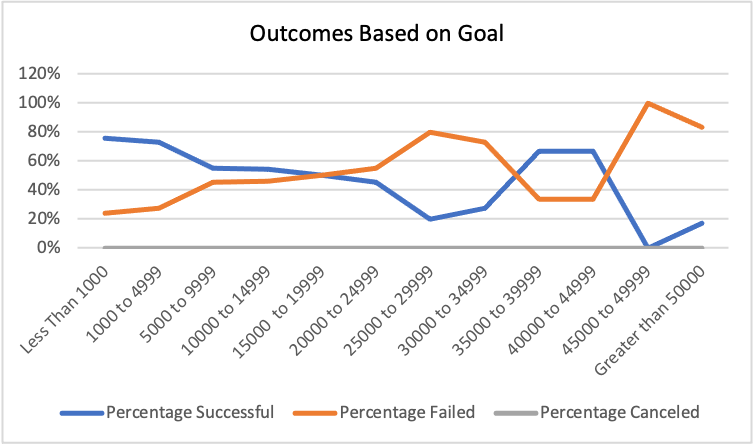 Outcomes Based on Goal
120%
100%
80%
60%
40%
20%
0%
Less Than 1000
1000 to 4999
5000 to 9999
10000 to 14999
15000 to 19999
20000 to 24999
25000 to 29999
30000 to 34999
35000 to 39999
40000 to 44999
45000 to 49999
Greater than 50000
Percentage Successful Percentage Failed Percentage Canceled